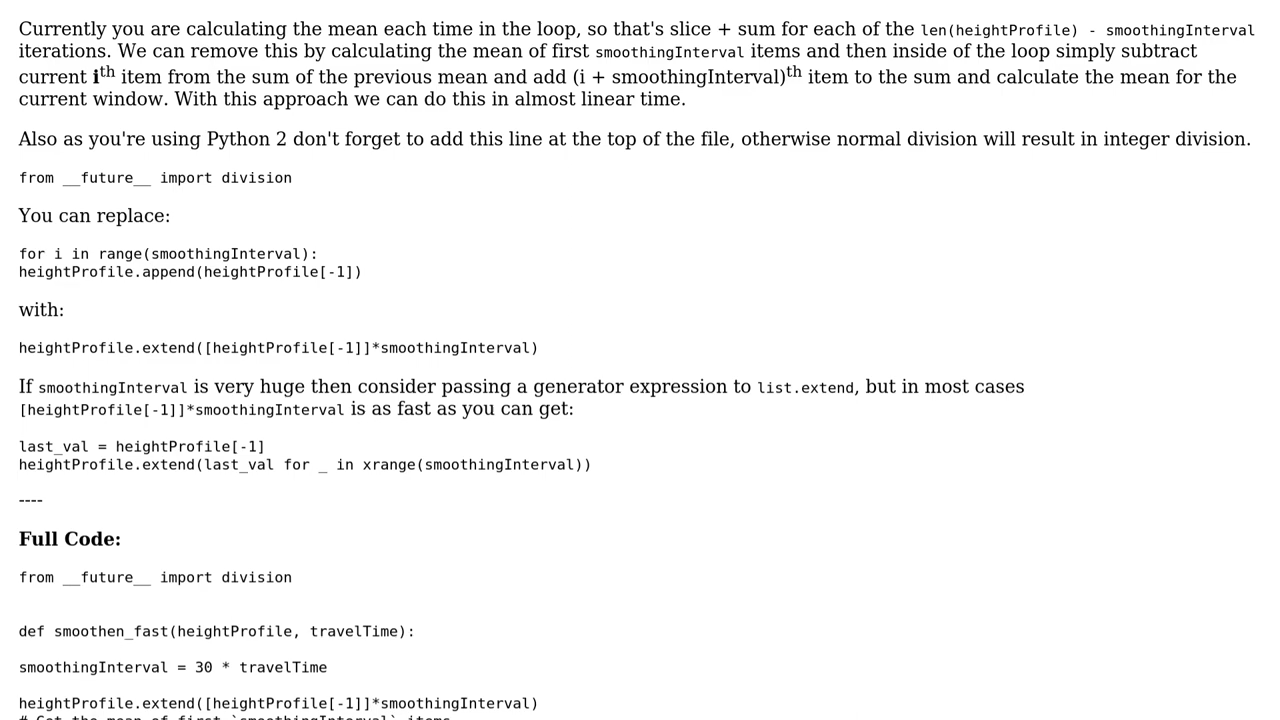 Currently you are calculating the mean each time in the loop, so that's slice + sum for each of the len(heightProfile) - smoothingInterval
iterations. We can remove this by calculating the mean of first smoothingInterval items and then inside of the loop simply subtract
current ith item from the sum of the previous mean and add (i + smoothingInterval)th item to the sum and calculate the mean for the
current window. With this approach we can do this in almost linear time.
Also as you're using Python 2 don't forget to add this line at the top of the file, otherwise normal division will result in integer division.
from __future__ import division
You can replace:
for i in range(smoothingInterval):
heightProfile.append(heightProfile[-1])
with:
heightProfile.extend([heightProfile[-1]]*smoothingInterval)
If smoothingInterval is very huge then consider passing a generator expression to list.extend, but in most cases
[heightProfile[-1]]*smoothingInterval is as fast as you can get:
last_val = heightProfile[-1]
heightProfile.extend(last_val for _ in xrange(smoothingInterval))
----
Full Code:
from __future__ import division
def smoothen_fast(heightProfile, travelTime):
smoothingInterval = 30 * travelTime
heightProfile.extend([heightProfile[-1]]*smoothingInterval)
# Get the mean of first `smoothingInterval` items